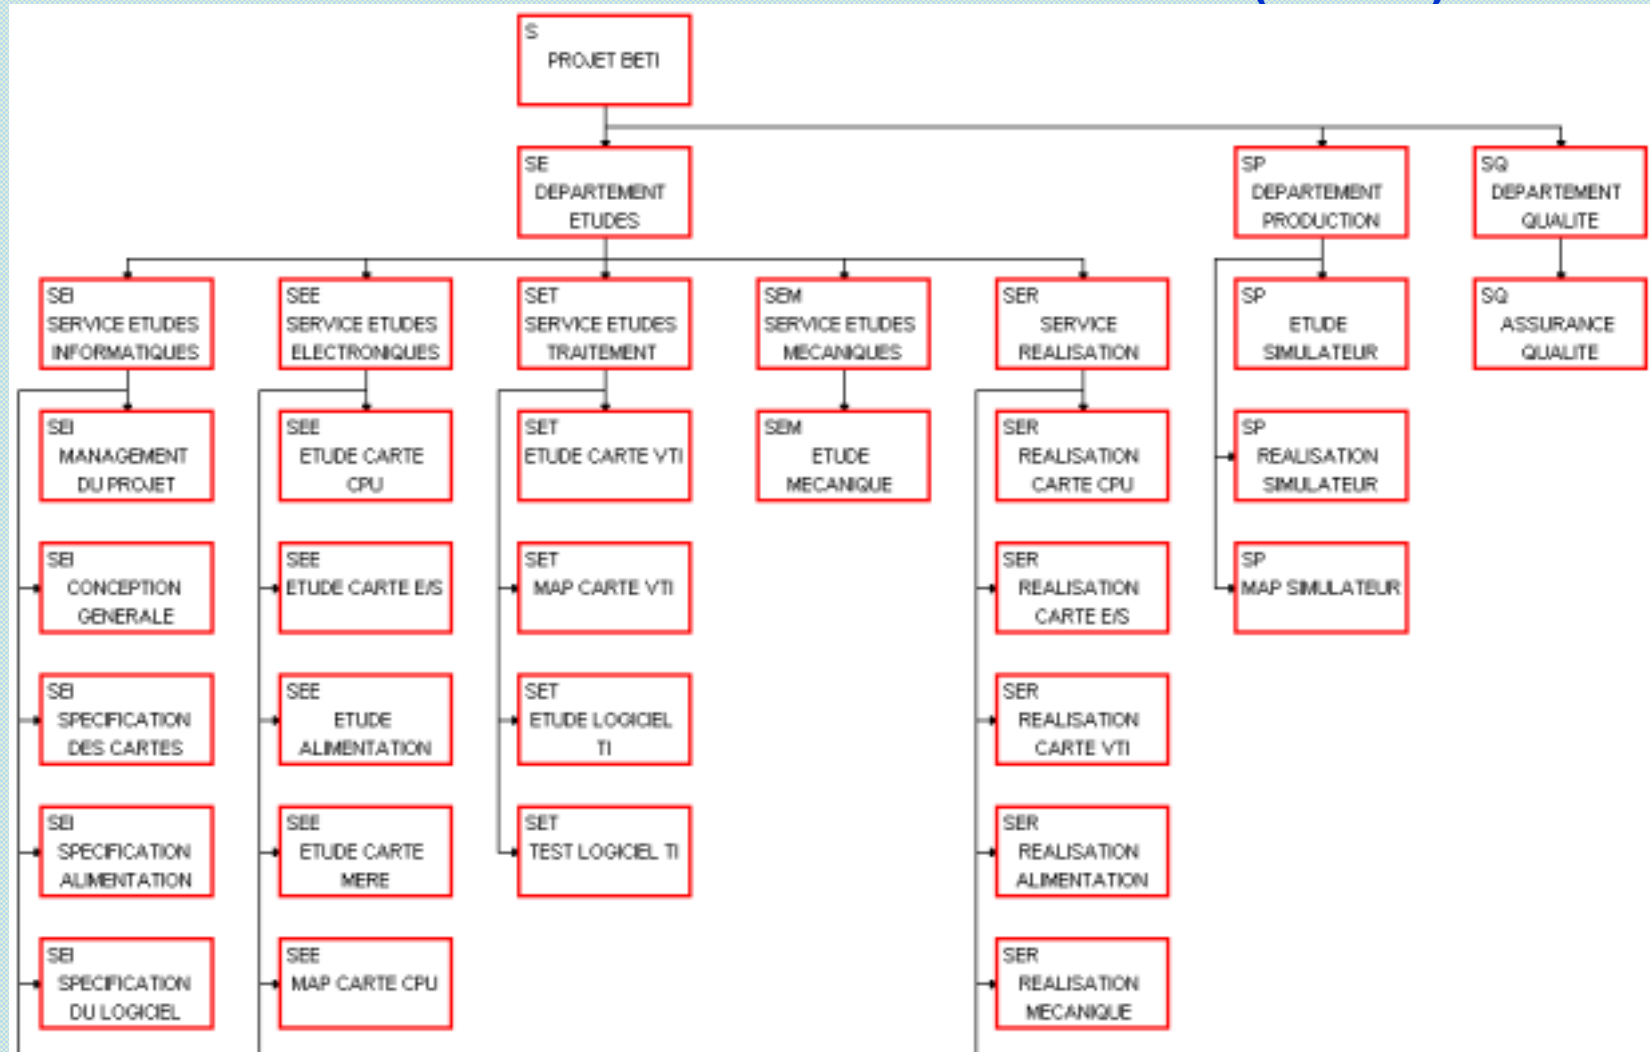 S
PROJET BETI
SE
DEPARTEMENT
ETUDES
SP
DEPARTEMENT
PRODUCTION
SQ
DEPARTEMENT
QUALITE
SEI
SERVICE ETUDES
INFORMATIQUES
SEE
SERVICE ETUDES
ELECTRONIQUES
SET
SERVICE ETUDES
TRAITEMENT
SEM
SERVICE ETUDES
MECANIQUES
SER
SERVICE
REALISATION
SP
ETUDE
SIMULATEUR
SQ
ASSURANCE
QUALITE
SEI
MANAGEMENT
DU PROJET
SEE
ETUDE CARTE
CPU
SET
ETUDE CARTE VTI
SEM
ETUDE
MECANIQUE
SER
REALISATION
CARTE CPU
SP
REALISATION
SIMULATEUR
SEI
CONCEPTION
GENERALE
SEE
ETUDE CARTE E/S
SET
MAP CARTE VTI
SER
REALISATION
CARTE E/S
SP
MAP SIMULATEUR
SEI
SPECIFICATION
DES CARTES
SEE
ETUDE
ALIMENTATION
SET
ETUDE LOGICIEL
TI
SER
REALISATION
CARTE VTI
SEI
SPECIFICATION
ALIMENTATION
SEE
ETUDE CARTE
MERE
SET
TEST LOGICIEL TI
SER
REALISATION
ALIMENTATION
SEI
SPECIFICATION
DU LOGICIEL
SEE
MAP CARTE CPU
SER
REALISATION
MECANIQUE